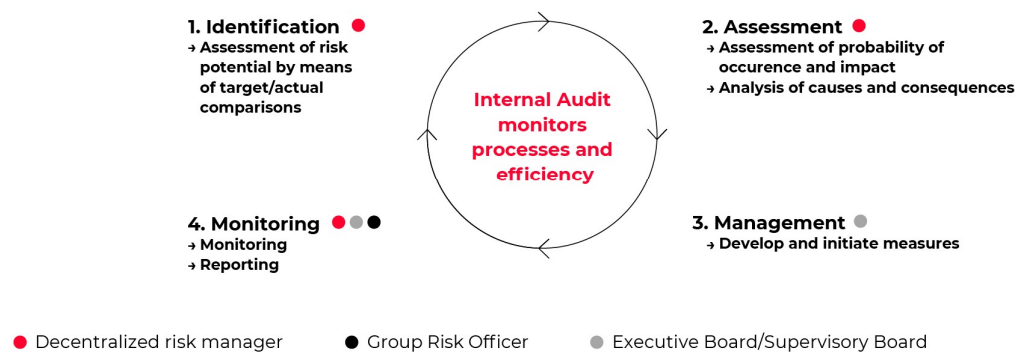 1. Identification
→ Assessment of risk
potential by means
of target/actual
comparisons
2. Assessment
→ Assessment of probability of
occurence and impact
→ Analysis of causes and consequences
Internal Audit
monitors
processes and
efficiency
4. Monitoring
→ Monitoring
→ Reporting
3. Management
→ Develop and initiate measures
Decentralized risk manager
Group Risk Officer
Executive Board/Supervisory Board